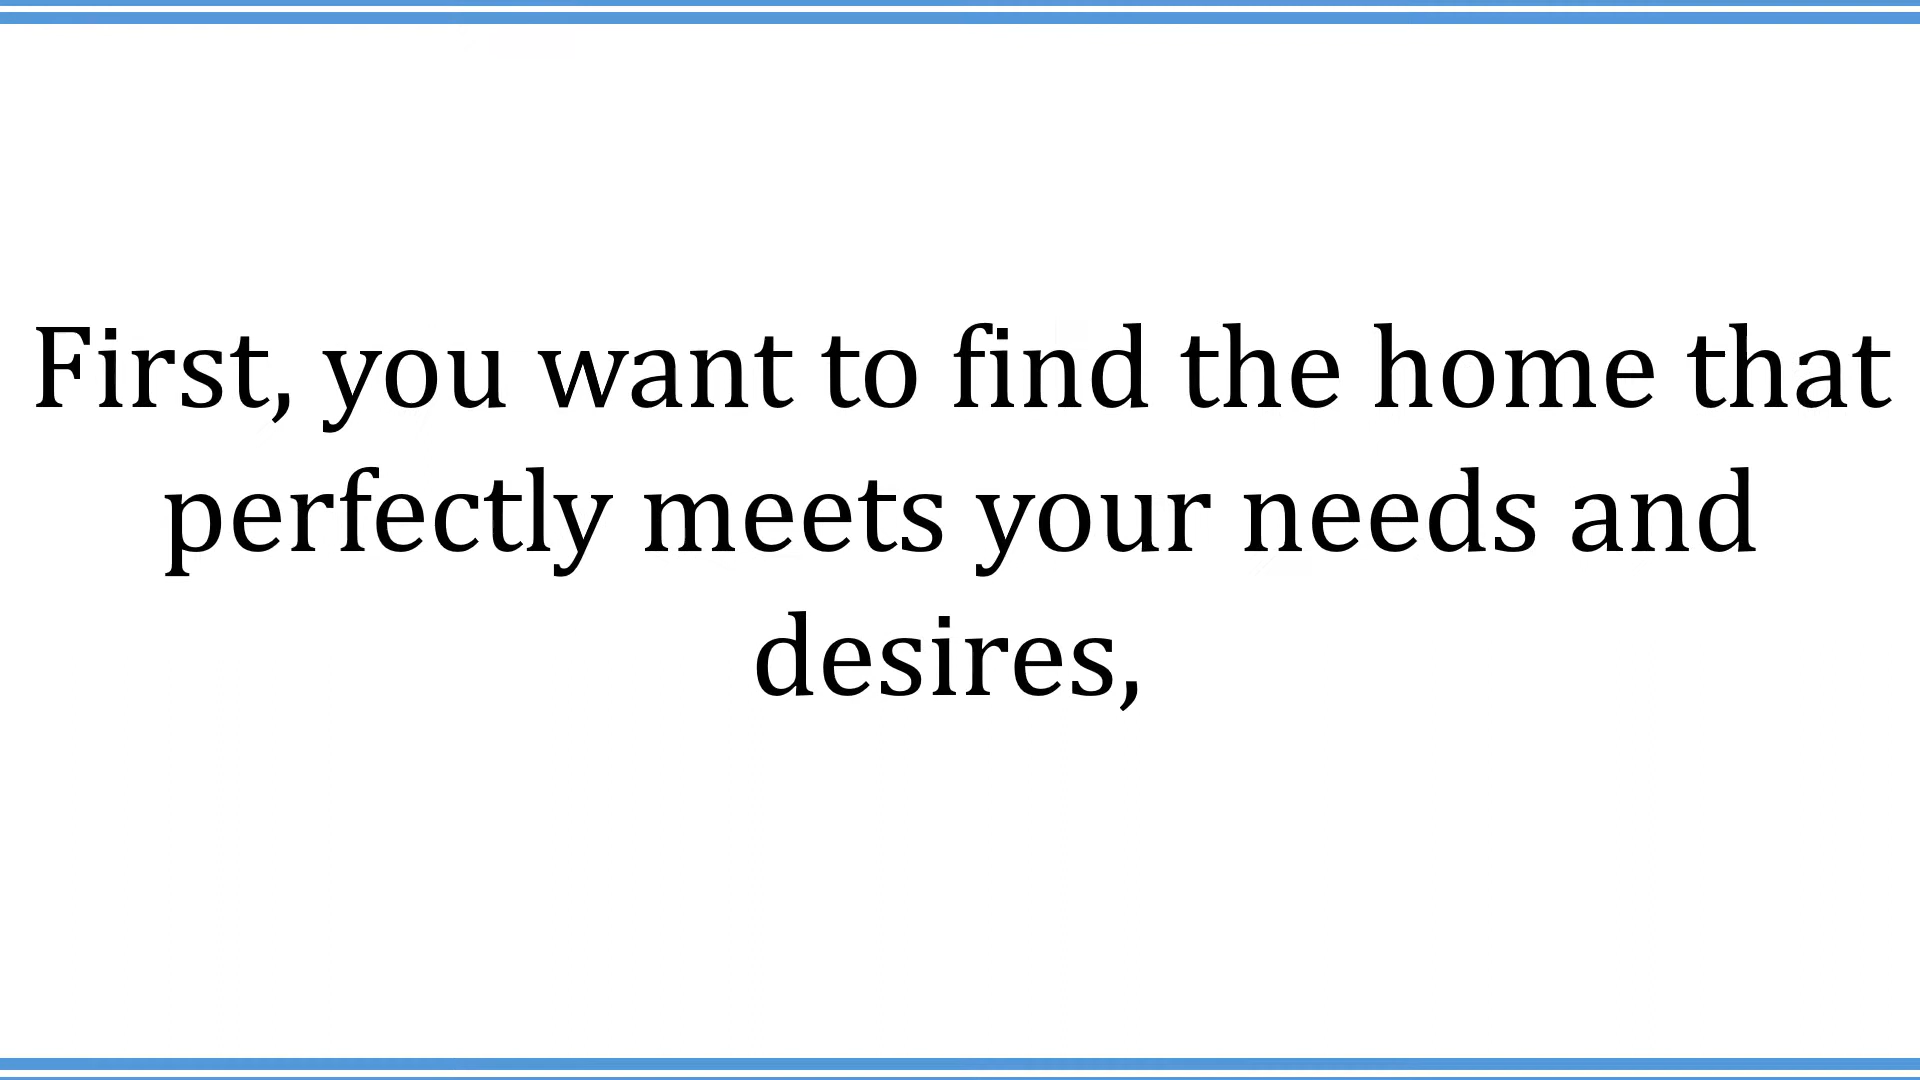 First, you want to find the home that
perfectly meets your needs and
desires,